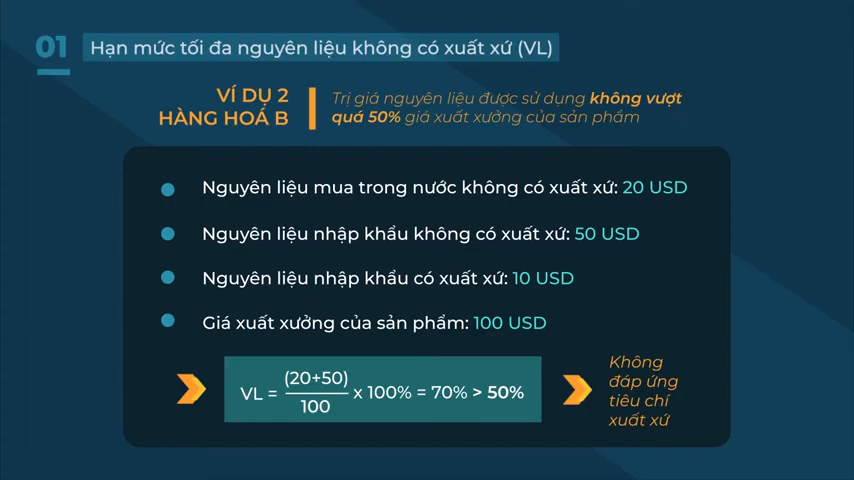 01 Hạn mức tối đa nguyên liệu không có xuất xứ (VL)
VÍ DỤ 2
HÀNG HOÁ B
Trị giá nguyên liệu được sử dụng không vượt
quá 50% giá xuất xưởng của sản phẩm
Nguyên liệu mua trong nước không có xuất xứ: 20 USD
Nguyên liệu nhập khẩu không có xuất xứ: 50 USD
Nguyên liệu nhập khẩu có xuất xứ: 10 USD
Giá xuất xưởng của sản phẩm: 100 USD
VL = (20+50)/100 x 100% = 70% > 50%
Không
đáp ứng
tiêu chí
xuất xứ